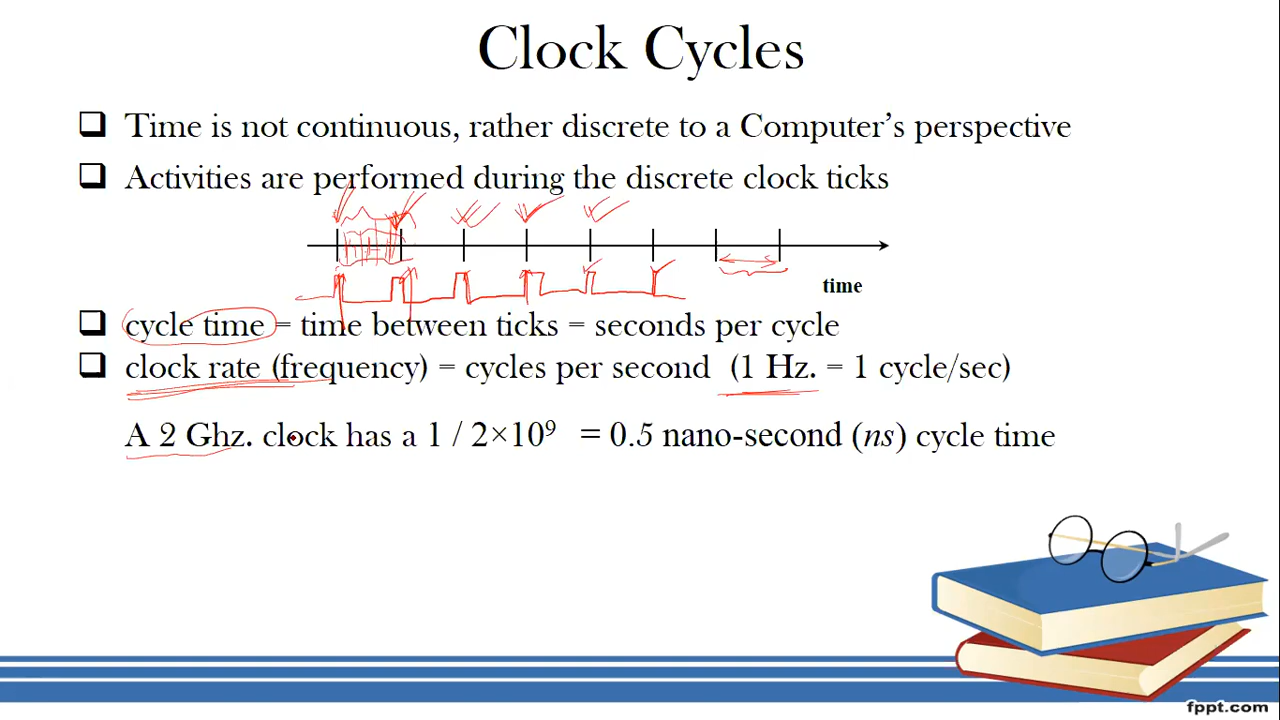 Clock Cycles
❑ Time is not continuous, rather discrete to a Computer's perspective
❑ Activities are performed during the discrete clock ticks
time
❑ cycle time = time between ticks = seconds per cycle
❑ clock rate (frequency) = cycles per second (1 Hz. = 1 cycle/sec)
A 2 Ghz. clock has a 1 / 2×10⁹ = 0.5 nano-second (ns) cycle time
fppt.com